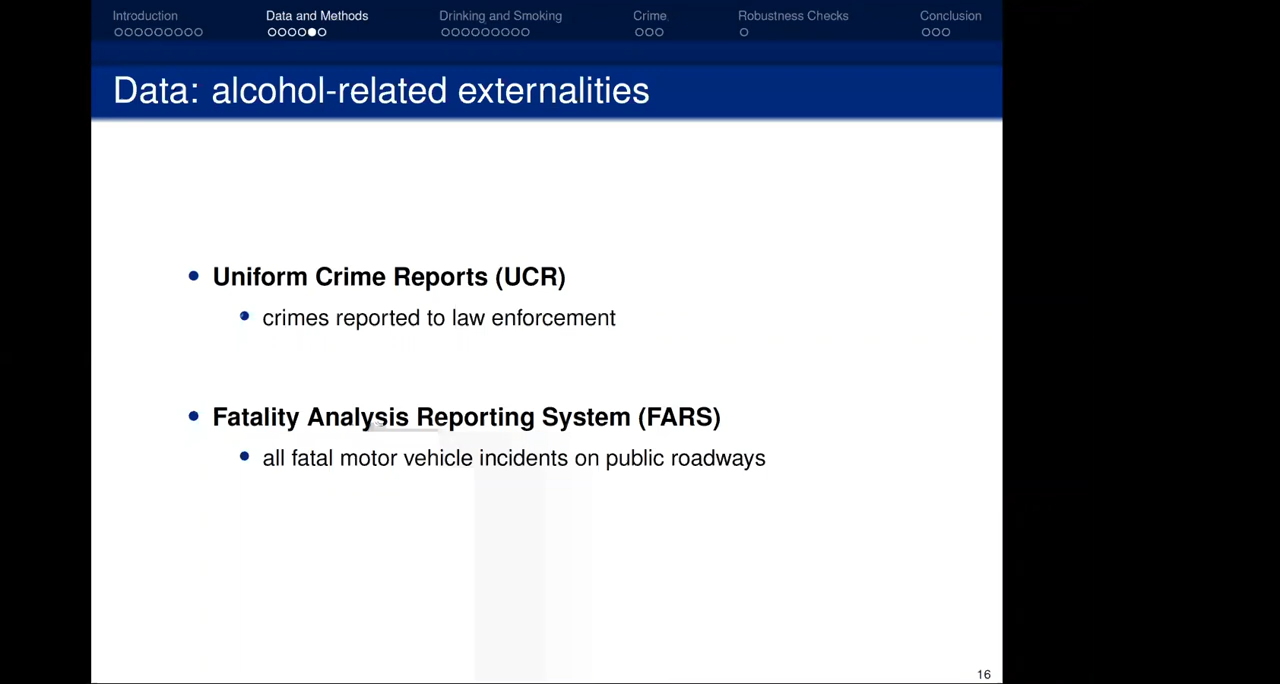 Introduction Data and Methods Drinking and Smoking Crime Robustness Checks Conclusion
Data: alcohol-related externalities
Uniform Crime Reports (UCR)
crimes reported to law enforcement
Fatality Analysis Reporting System (FARS)
all fatal motor vehicle incidents on public roadways
16